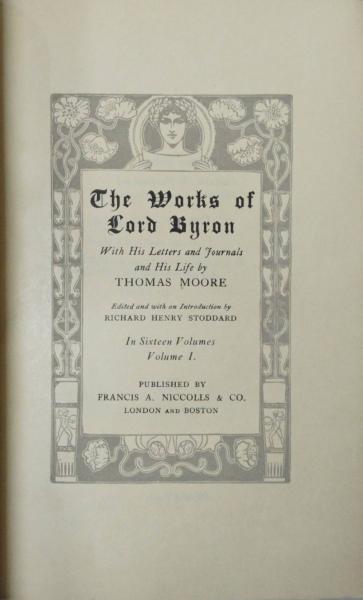 The Works of
Lord Byron
With His Letters and Journals
and His Life by
THOMAS MOORE
Edited and with an Introduction by
RICHARD HENRY STODDARD
In Sixteen Volumes
Volume I.
PUBLISHED BY
FRANCIS A. NICCOLLS & CO.
LONDON AND BOSTON